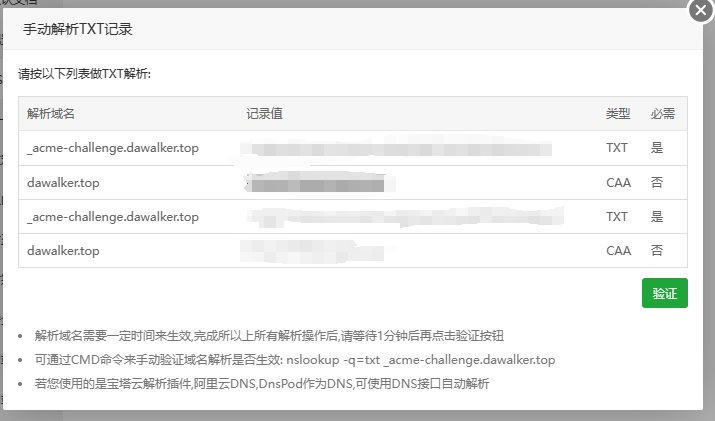 手动解析TXT记录
请按以下列表做TXT解析:
解析域名 记录值 类型 必需
_acme-challenge.dawalker.top TXT 是
dawalker.top CAA 否
_acme-challenge.dawalker.top TXT 是
dawalker.top CAA 否
验证
解析域名需要一定时间来生效,完成所以上所有解析操作后,请等待1分钟后再点击验证按钮
可通过CMD命令来手动验证域名解析是否生效: nslookup -q=txt _acme-challenge.dawalker.top
若您使用的是宝塔云解析插件,阿里云DNS,DnsPod作为DNS,可使用DNS接口自动解析